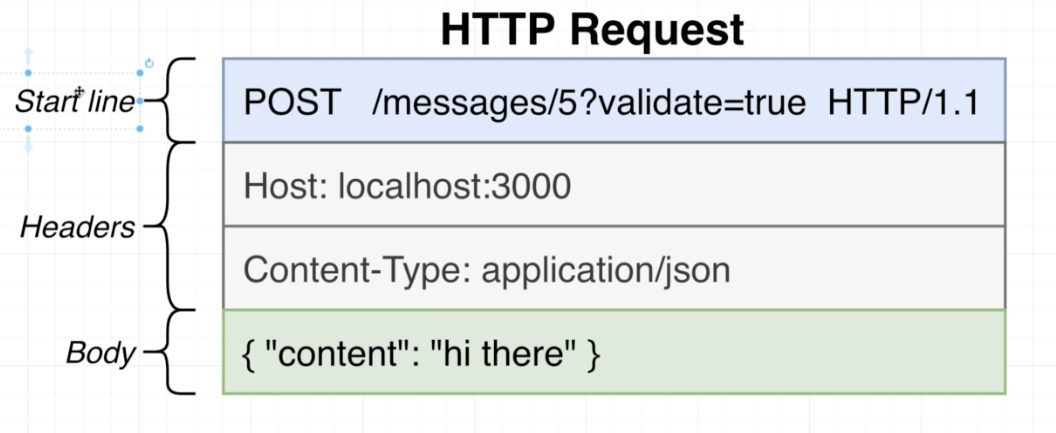 HTTP Request
Start line
POST /messages/5?validate=true HTTP/1.1
Headers
Host: localhost:3000
Content-Type: application/json
Body
{ "content": "hi there" }